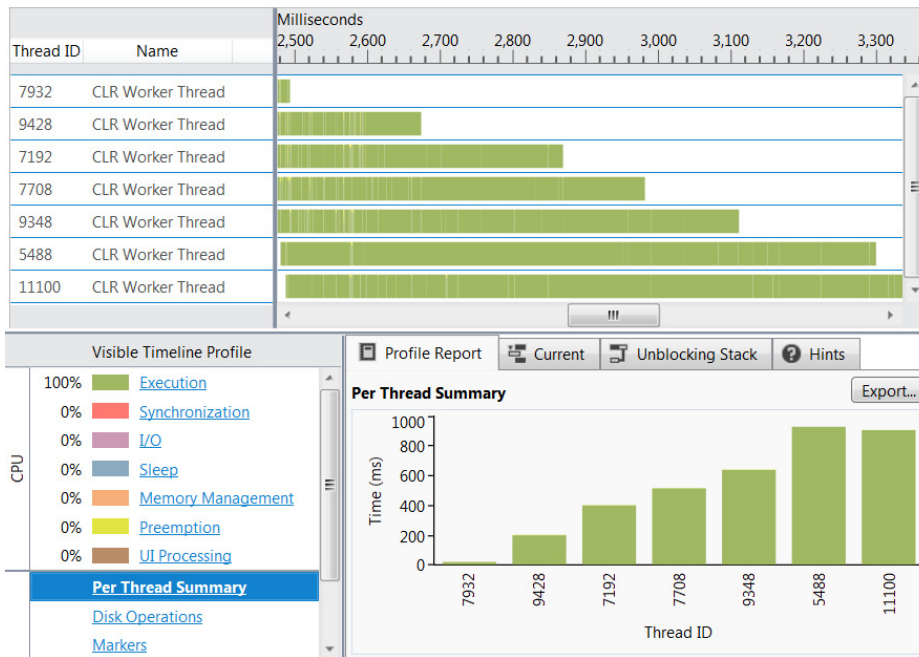 Milliseconds
Thread ID Name 2,500 2,600 2,700 2,800 2,900 3,000 3,100 3,200 3,300
7932 CLR Worker Thread
9428 CLR Worker Thread
7192 CLR Worker Thread
7708 CLR Worker Thread
9348 CLR Worker Thread
5488 CLR Worker Thread
11100 CLR Worker Thread
Visible Timeline Profile
CPU
100% Execution
0% Synchronization
0% I/O
0% Sleep
0% Memory Management
0% Preemption
0% UI Processing
Per Thread Summary
Disk Operations
Markers
Profile Report Current Unblocking Stack Hints
Per Thread Summary Export...
Time (ms)
1000
800
600
400
200
0
7932 9428 7192 7708 9348 5488 11100
Thread ID